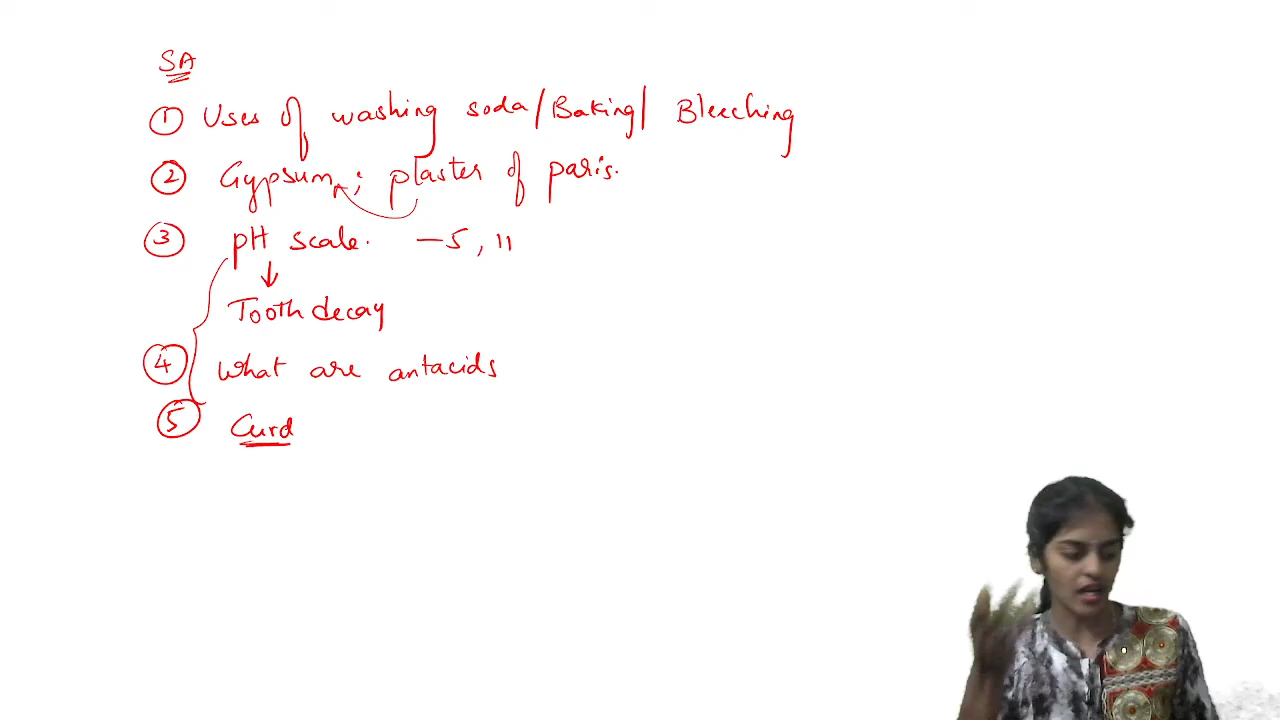 SA
① Uses of washing soda/Baking/ Bleeching
② Gypsum ; plaster of paris.
③ pH scale. – 5, 11
Tooth decay
④ What are antacids
⑤ Curd